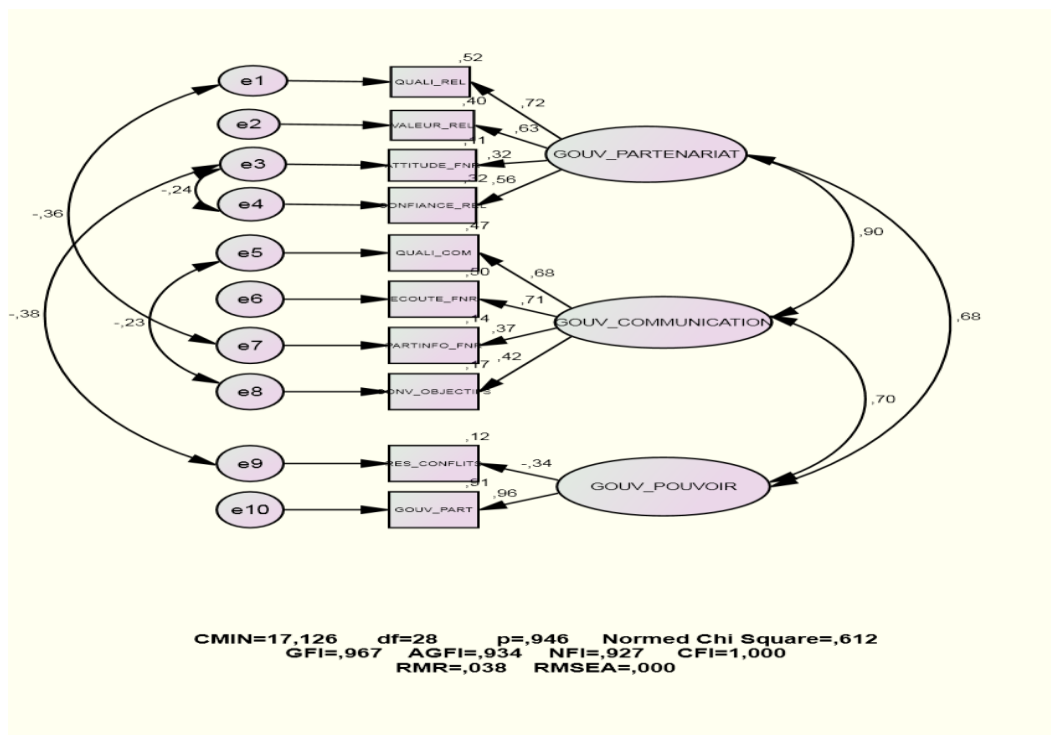 ,52
e1 QUALI_REL
,40 ,72
e2 VALEUR_REL ,63
,11 GOUV_PARTENARIAT
e3 ATTITUDE_FNR ,32
-,24 ,32 ,56
e4 CONFIANCE_REL
-,36 ,47 ,90
e5 QUALI_COM ,68
,50
e6 ECOUTE_FNR ,71
-,38 -,23 ,14 GOUV_COMMUNICATION ,68
e7 PARTINFO_FNR ,37
,17 ,42
e8 CONV_OBJECTIFS
,70
,12
e9 RES_CONFLITS -,34
,91 GOUV_POUVOIR
e10 GOUV_PART ,96
CMIN=17,126 df=28 p=,946 Normed Chi Square=,612
GFI=,967 AGFI=,934 NFI=,927 CFI=1,000
RMR=,038 RMSEA=,000